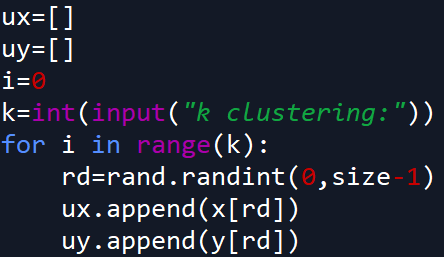 ux=[]
uy=[]
i=0
k=int(input("k clustering:"))
for i in range(k):
    rd=rand.randint(0,size-1)
    ux.append(x[rd])
    uy.append(y[rd])